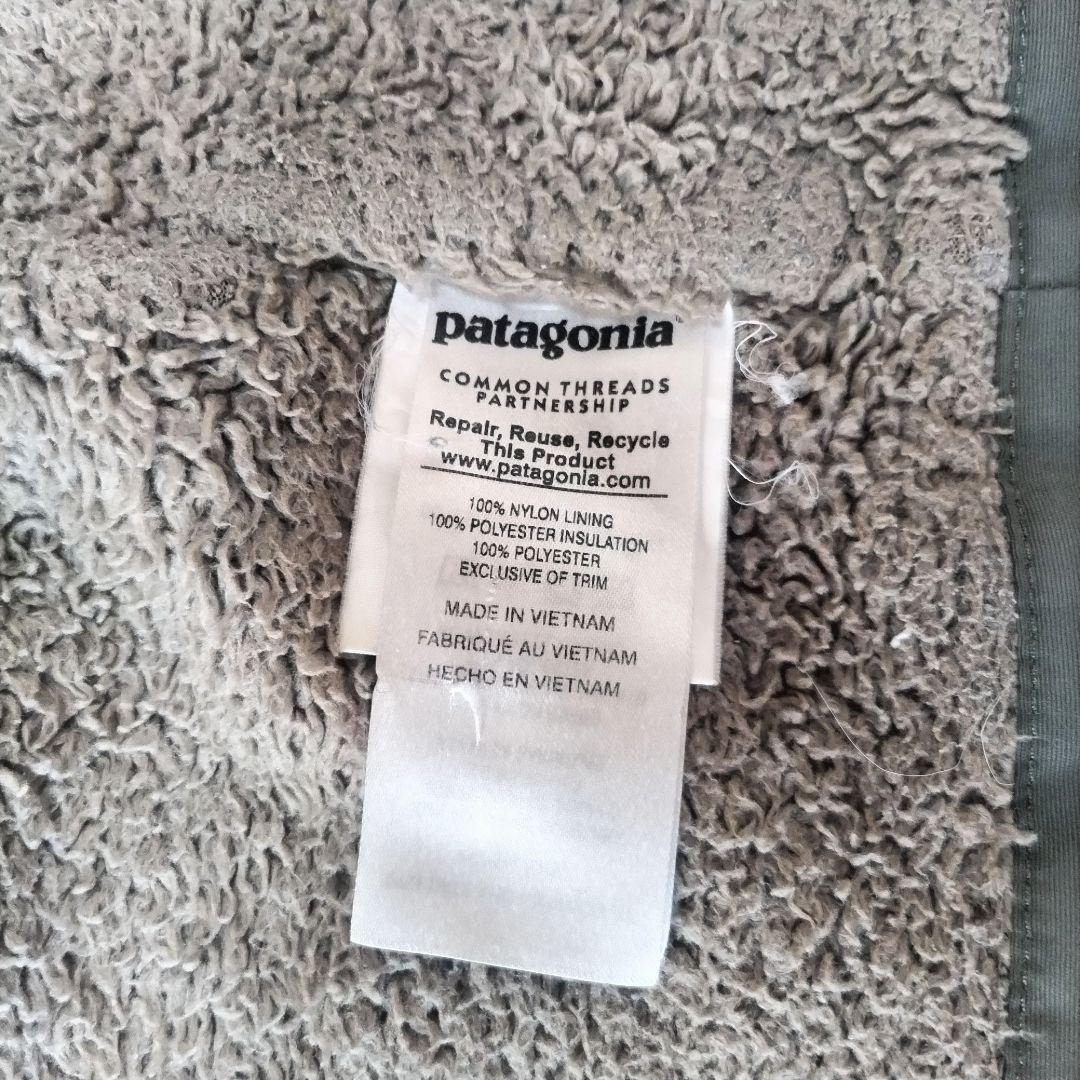 patagonia
COMMON THREADS
PARTNERSHIP
Repair, Reuse, Recycle
This Product
www.patagonia.com
100% NYLON LINING
100% POLYESTER INSULATION
100% POLYESTER
EXCLUSIVE OF TRIM
MADE IN VIETNAM
FABRIQUÉ AU VIETNAM
HECHO EN VIETNAM